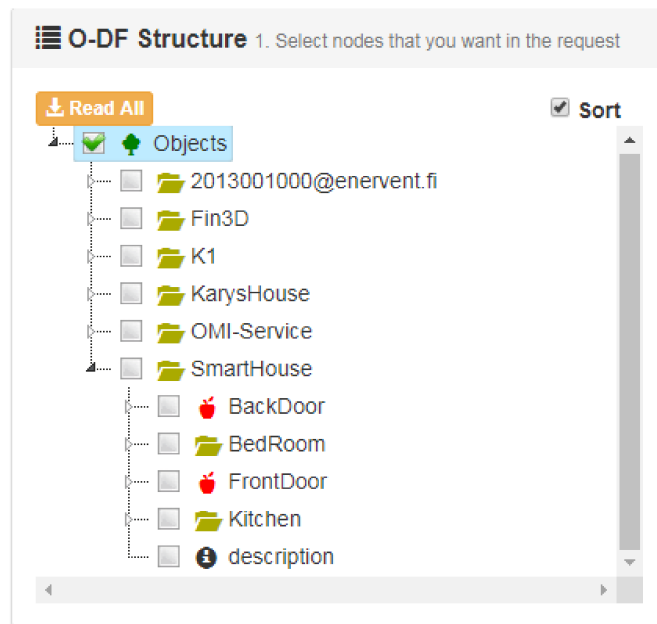 O-DF Structure 1. Select nodes that you want in the request
Read All Sort
Objects
2013001000@enervent.fi
Fin3D
K1
KarysHouse
OMI-Service
SmartHouse
BackDoor
BedRoom
FrontDoor
Kitchen
description